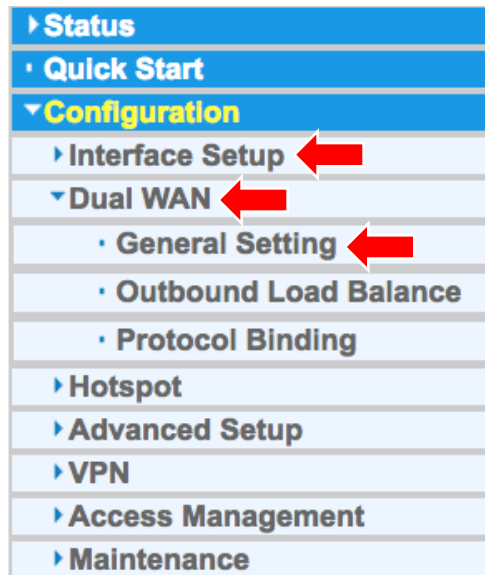 Status
Quick Start
Configuration
Interface Setup
Dual WAN
General Setting
Outbound Load Balance
Protocol Binding
Hotspot
Advanced Setup
VPN
Access Management
Maintenance